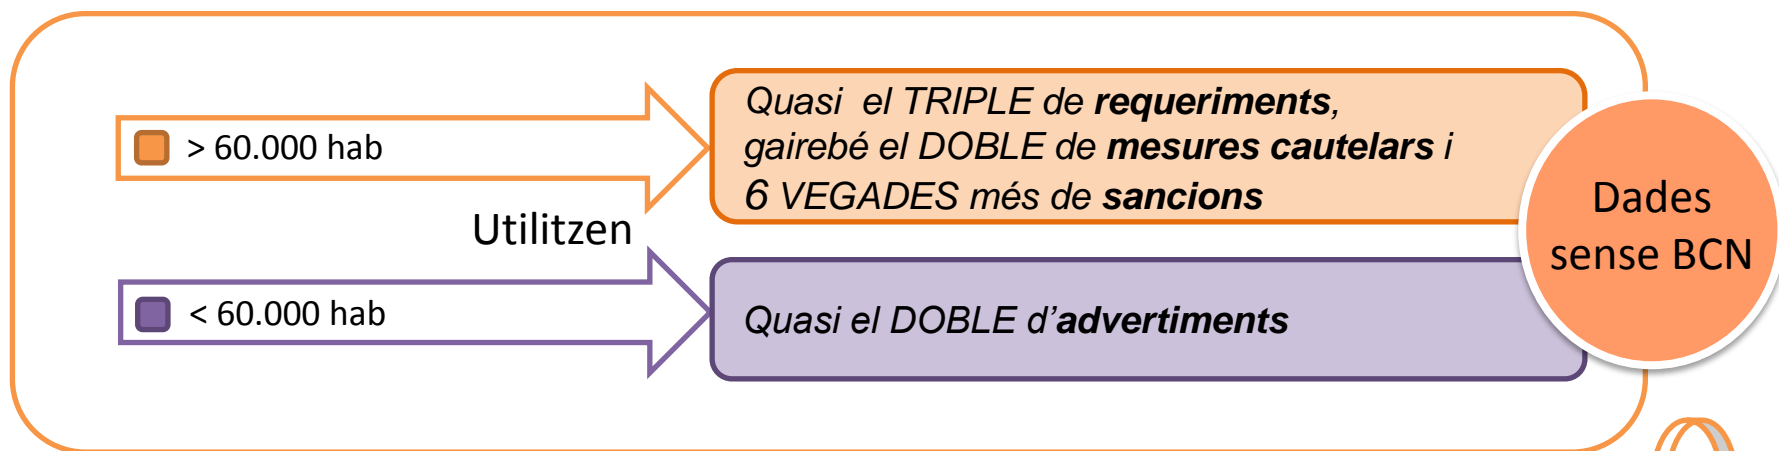 > 60.000 hab
Quasi el TRIPLE de requeriments,
gairebé el DOBLE de mesures cautelars i
6 VEGADES més de sancions
Utilitzen
< 60.000 hab
Quasi el DOBLE d’advertiments
Dades
sense BCN